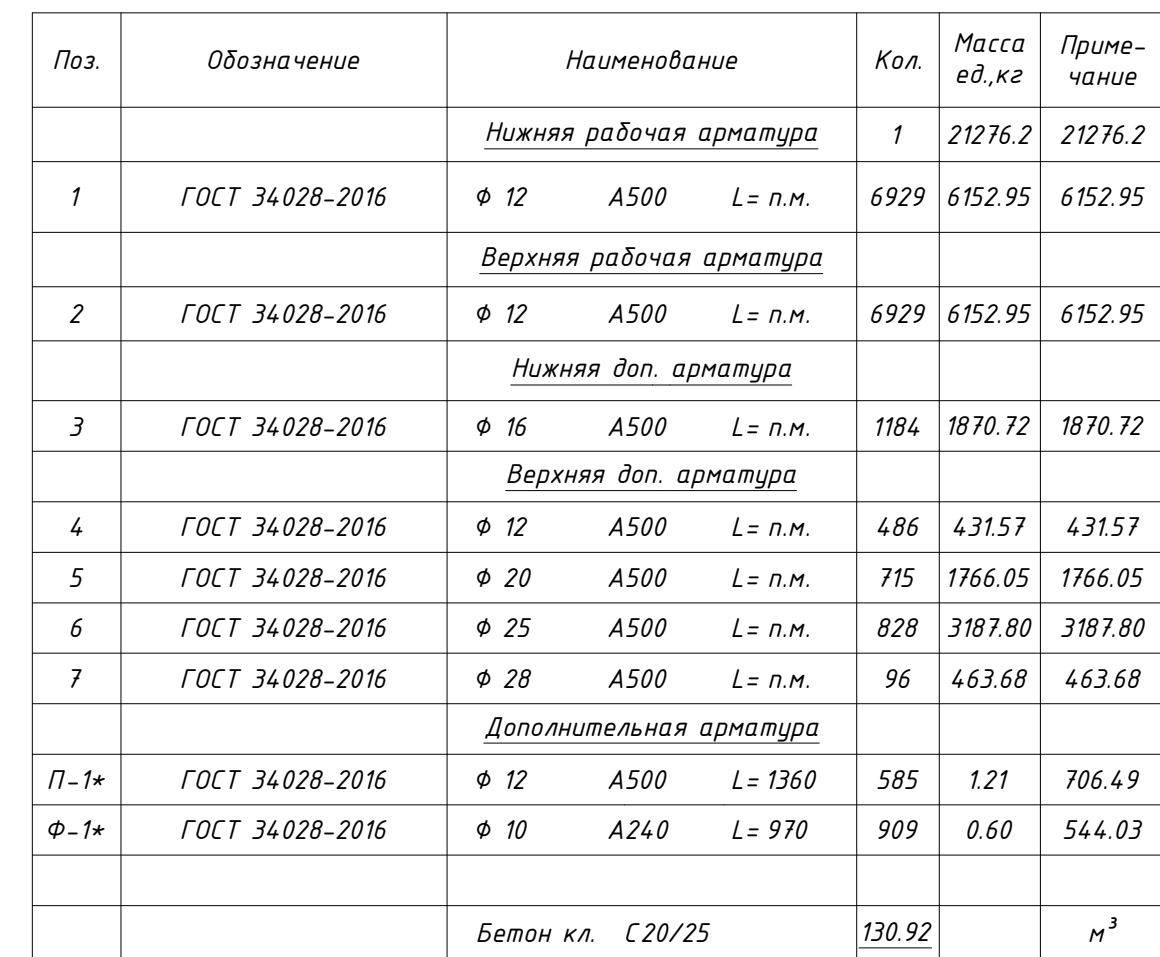 Поз. Обозначение Наименование Кол. Масса ед.,кг Приме-чание
Нижняя рабочая арматура 1 21276.2 21276.2
1 ГОСТ 34028-2016 Ф 12 А500 L= п.м. 6929 6152.95 6152.95
Верхняя рабочая арматура
2 ГОСТ 34028-2016 Ф 12 А500 L= п.м. 6929 6152.95 6152.95
Нижняя доп. арматура
3 ГОСТ 34028-2016 Ф 16 А500 L= п.м. 1184 1870.72 1870.72
Верхняя доп. арматура
4 ГОСТ 34028-2016 Ф 12 А500 L= п.м. 486 431.57 431.57
5 ГОСТ 34028-2016 Ф 20 А500 L= п.м. 715 1766.05 1766.05
6 ГОСТ 34028-2016 Ф 25 А500 L= п.м. 828 3187.80 3187.80
7 ГОСТ 34028-2016 Ф 28 А500 L= п.м. 96 463.68 463.68
Дополнительная арматура
П-1* ГОСТ 34028-2016 Ф 12 А500 L= 1360 585 1.21 706.49
Ф-1* ГОСТ 34028-2016 Ф 10 А240 L= 970 909 0.60 544.03
Бетон кл. С20/25 130.92 м³